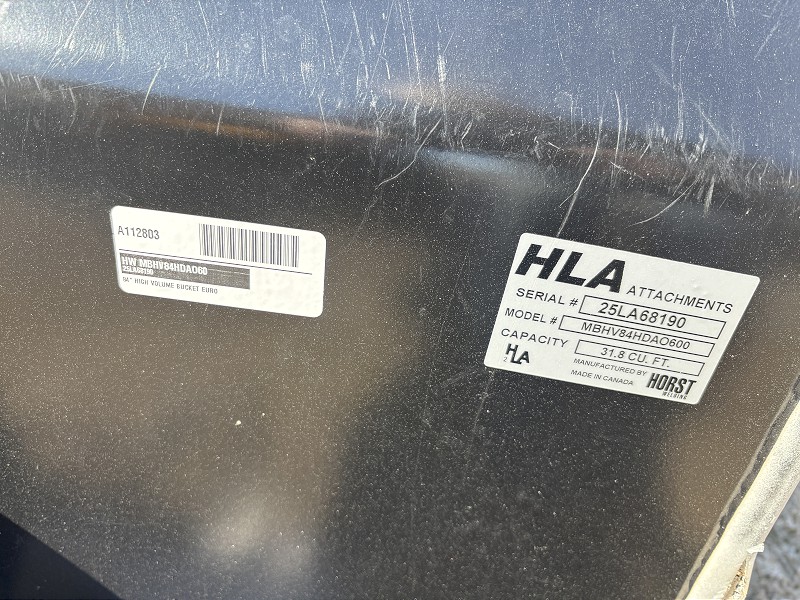 A112803
HW MBHV84HDAO60
25LA68190
84" HIGH VOLUME BUCKET EURO
HLA ATTACHMENTS
SERIAL # 25LA68190
MODEL # MBHV84HDAO600
CAPACITY 31.8 CU. FT.
HLA
MANUFACTURED BY
MADE IN CANADA
HORST
WELDING